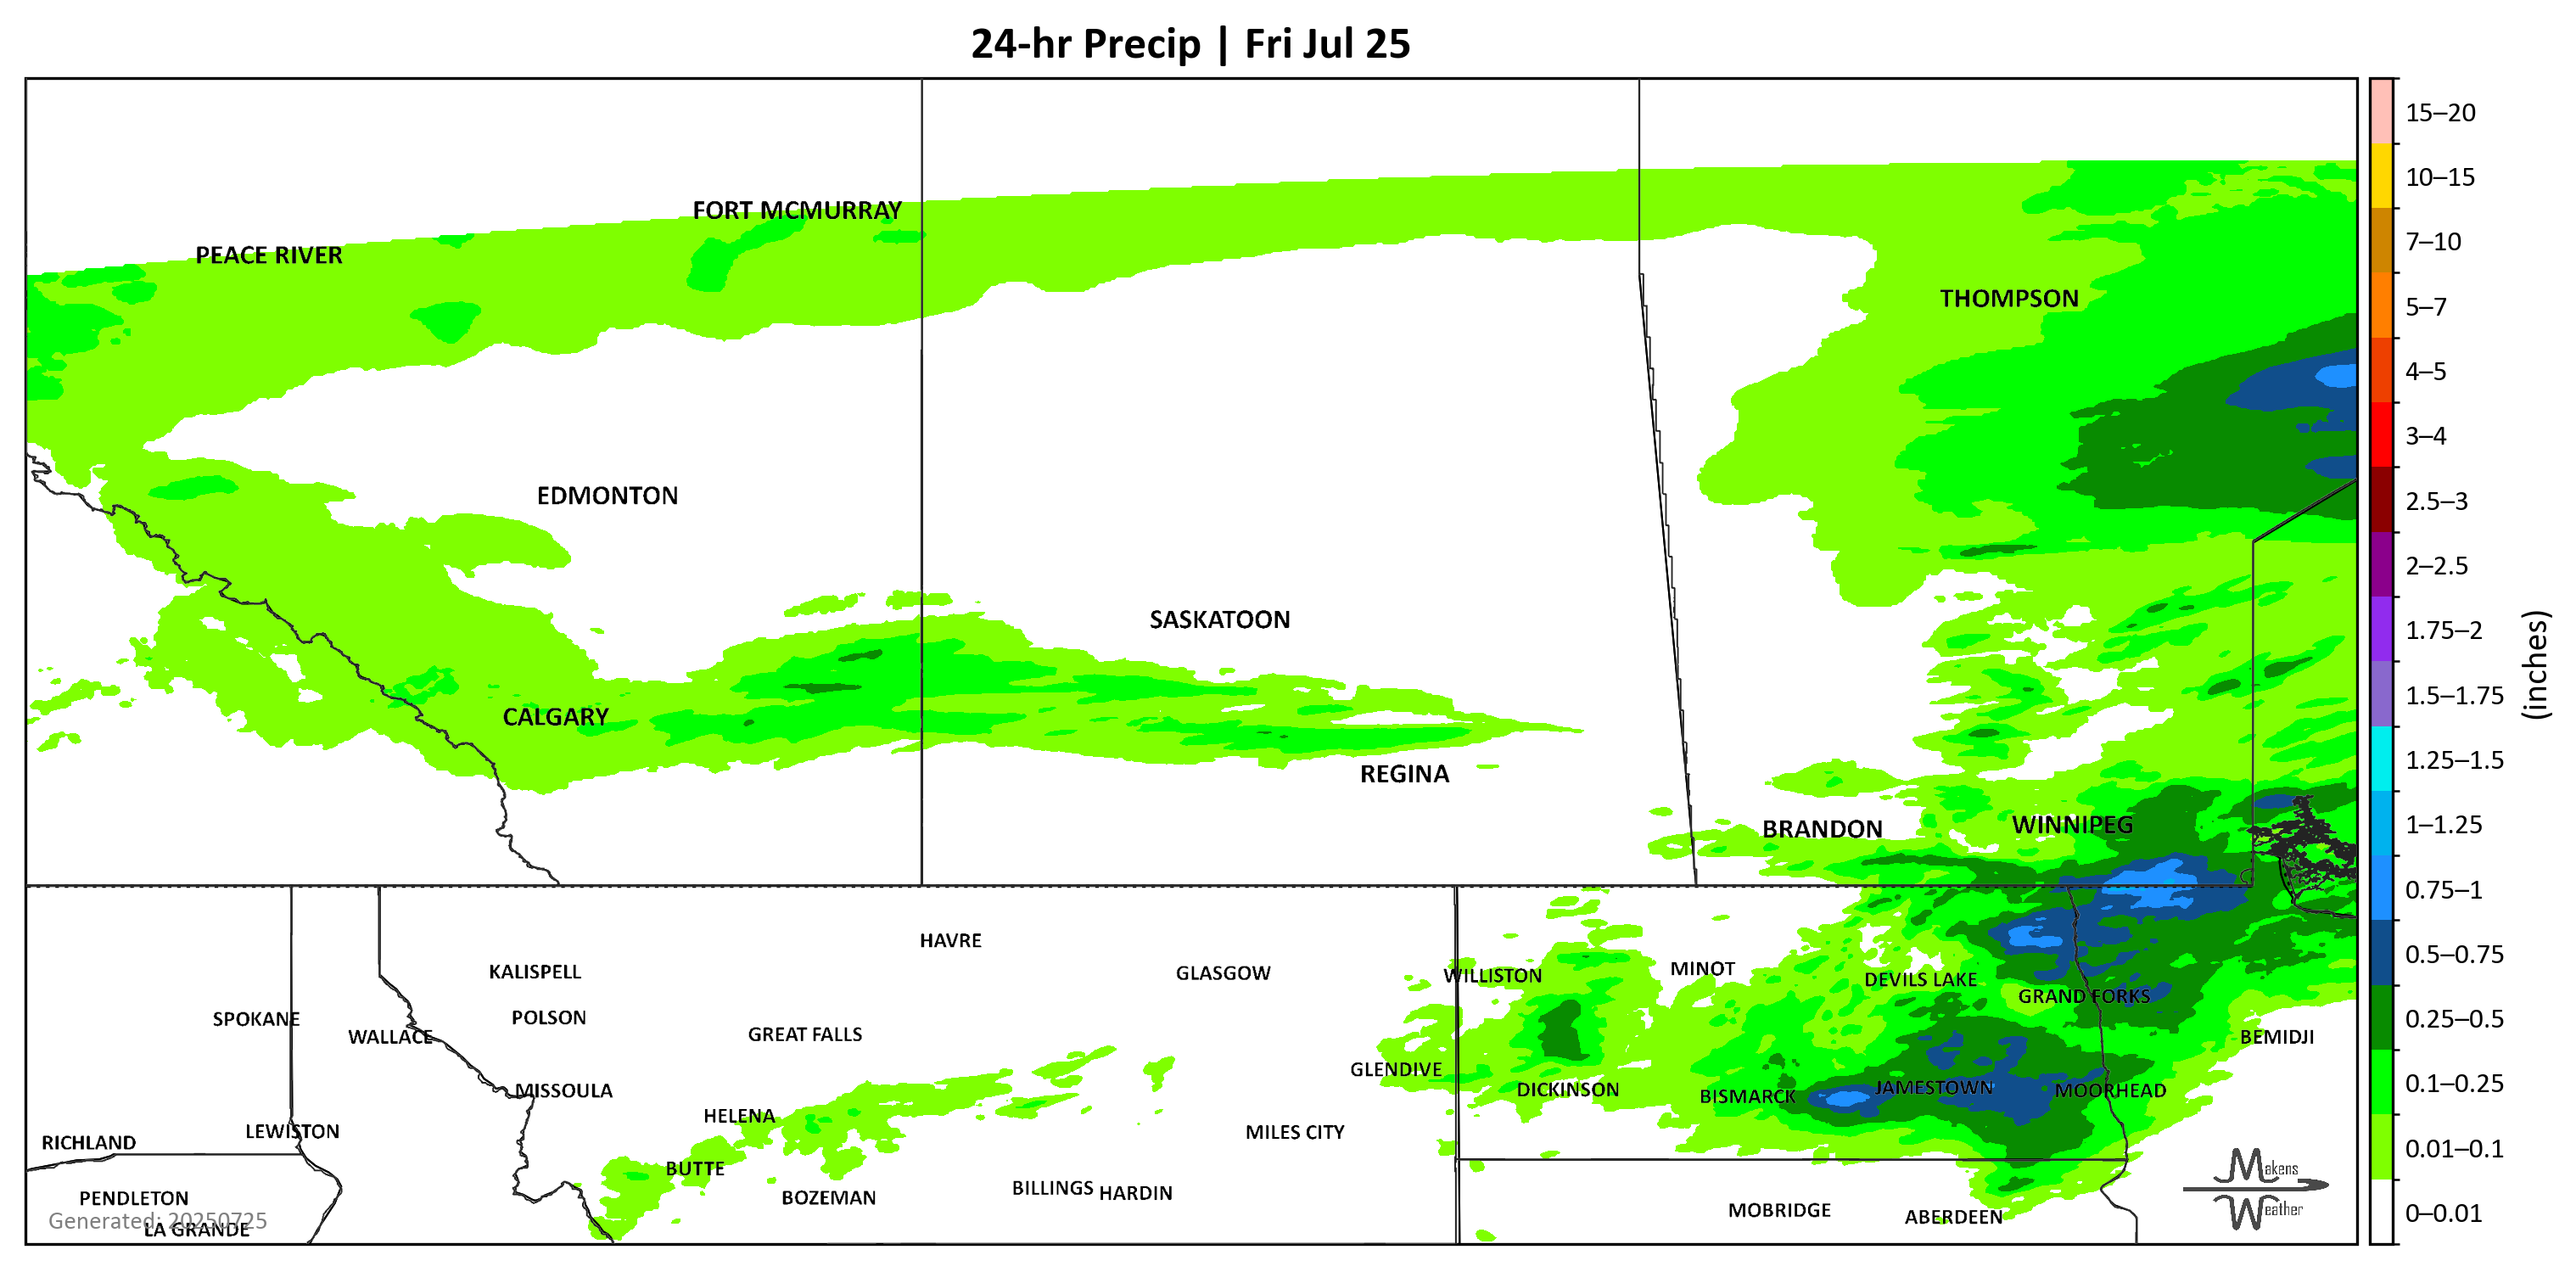 24-hr Precip | Fri Jul 25
FORT MCMURRAY
PEACE RIVER
THOMPSON
EDMONTON
SASKATOON
CALGARY
REGINA
BRANDON
WINNIPEG
HAVRE
KALISPELL
GLASGOW
WILLISTON
MINOT
DEVILS LAKE
GRAND FORKS
SPOKANE
POLSON
WALLACE
GREAT FALLS
BEMIDJI
GLENDIVE
MISSOULA
DICKINSON
BISMARCK
JAMESTOWN
MOORHEAD
HELENA
LEWISTON
RICHLAND
MILES CITY
BUTTE
PENDLETON
BOZEMAN
BILLINGS
HARDIN
MOBRIDGE
ABERDEEN
Generated: 20250725
LA GRANDE
Makens
Weather
15–20
10–15
7–10
5–7
4–5
3–4
2.5–3
2–2.5
1.75–2
1.5–1.75
1.25–1.5
1–1.25
0.75–1
0.5–0.75
0.25–0.5
0.1–0.25
0.01–0.1
0–0.01
(inches)